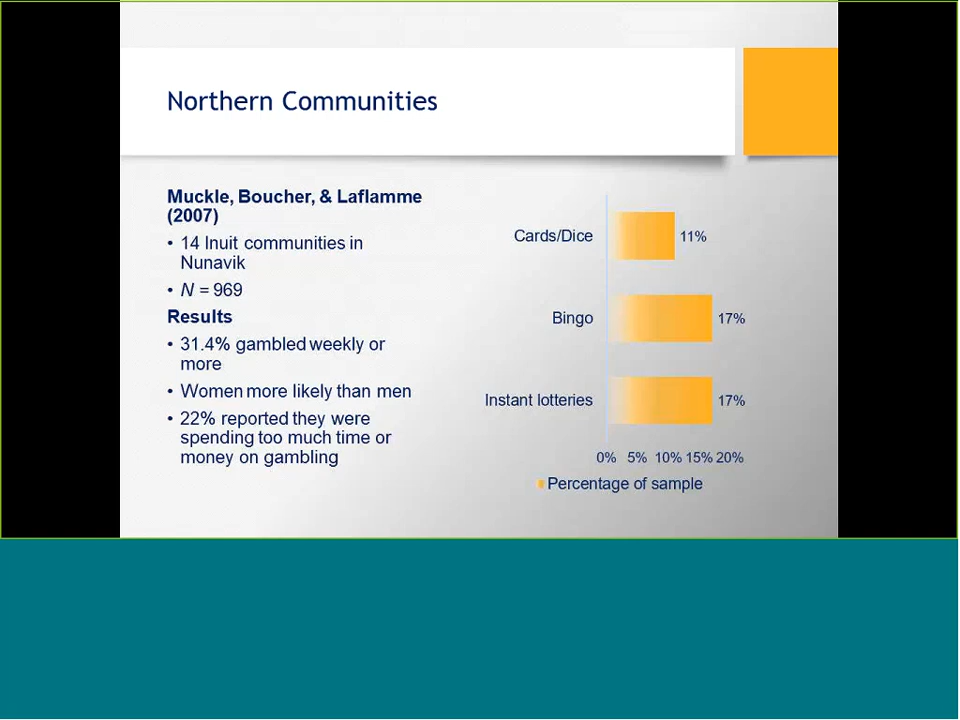 Northern Communities
Muckle, Boucher, & Laflamme
(2007)
• 14 Inuit communities in
Nunavik
• N = 969
Results
• 31.4% gambled weekly or
more
• Women more likely than men
• 22% reported they were
spending too much time or
money on gambling
Cards/Dice 11%
Bingo 17%
Instant lotteries 17%
0% 5% 10% 15% 20%
Percentage of sample